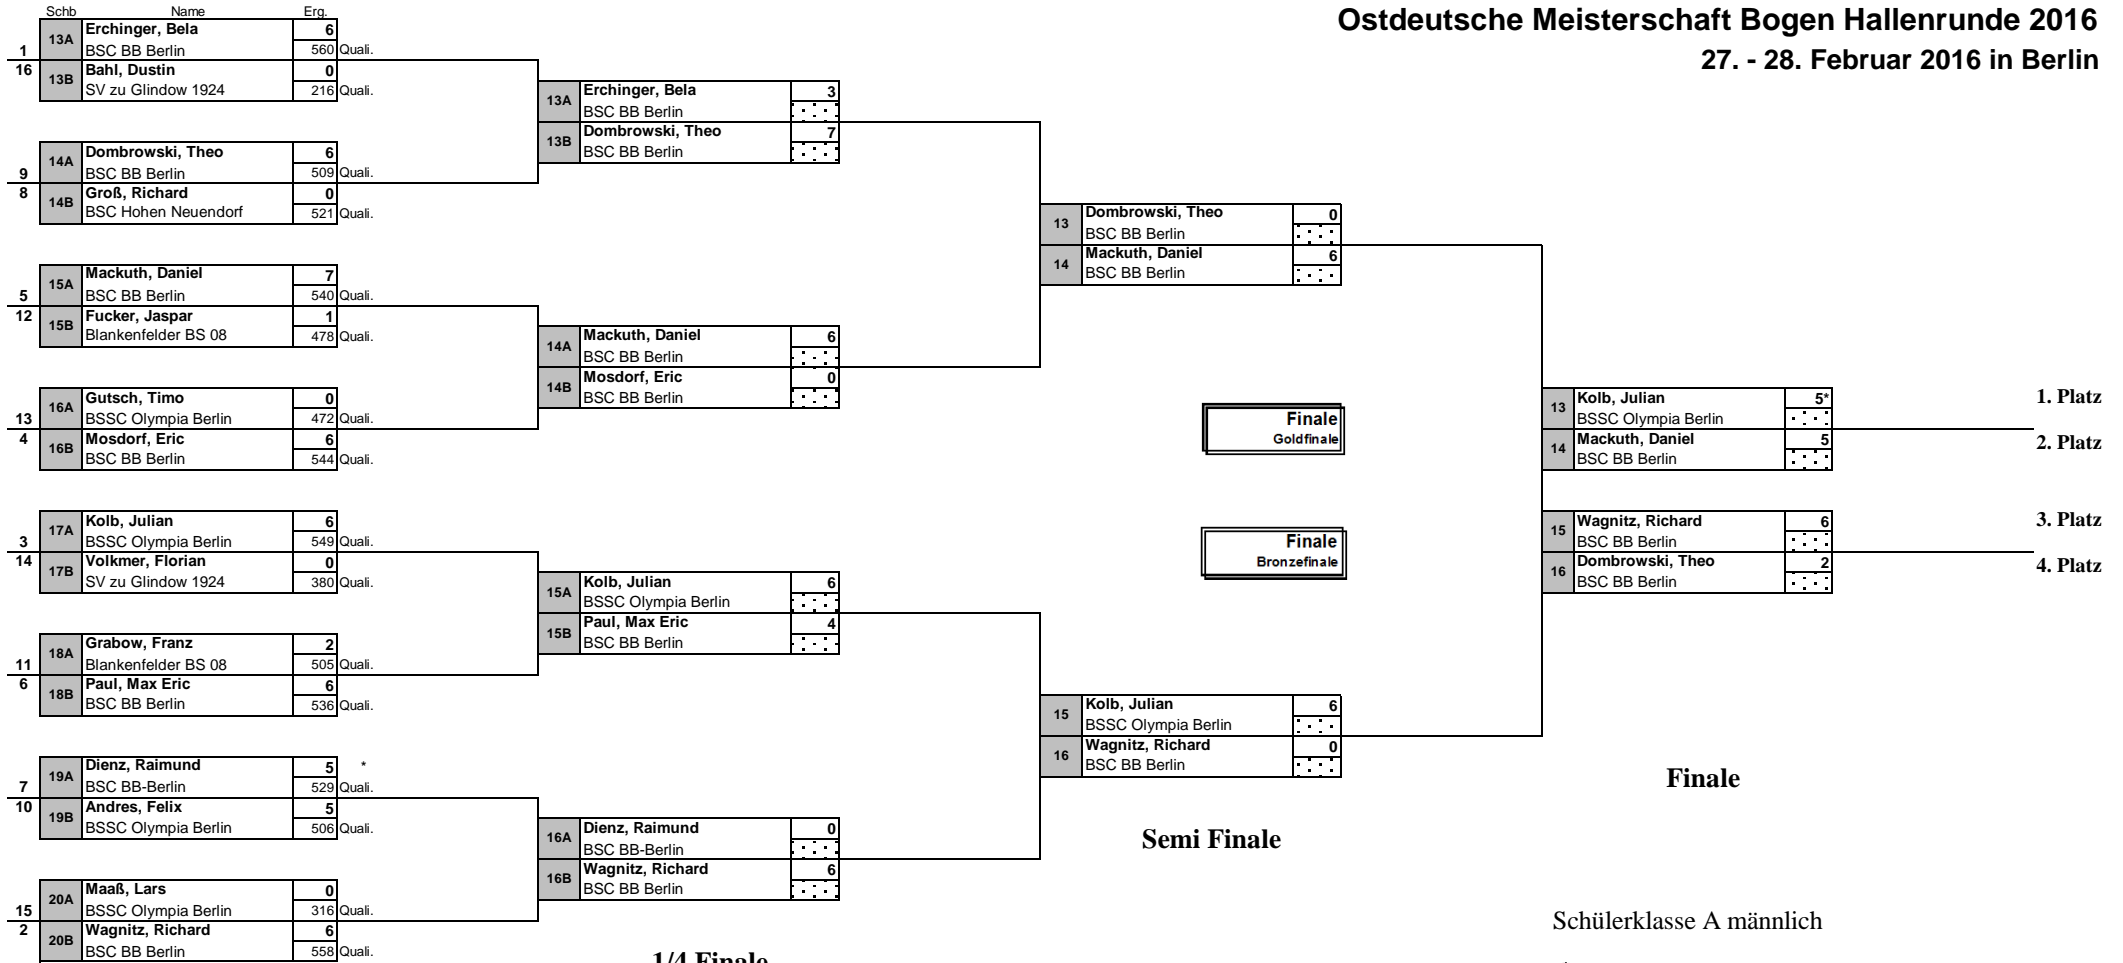 Ostdeutsche Meisterschaft Bogen Hallenrunde 2016
27. - 28. Februar 2016 in Berlin
Schb Name Erg.
13A Erchinger, Bela 6
1 BSC BB Berlin 560 Quali.
16 13B Bahl, Dustin 0
SV zu Glindow 1924 216 Quali.
14A Dombrowski, Theo 6
9 BSC BB Berlin 509 Quali.
8 14B Groß, Richard 0
BSC Hohen Neuendorf 521 Quali.
15A Mackuth, Daniel 7
5 BSC BB Berlin 540 Quali.
12 15B Fucker, Jaspar 1
Blankenfelder BS 08 478 Quali.
16A Gutsch, Timo 0
13 BSSC Olympia Berlin 472 Quali.
4 16B Mosdorf, Eric 6
BSC BB Berlin 544 Quali.
17A Kolb, Julian 6
3 BSSC Olympia Berlin 549 Quali.
14 17B Volkmer, Florian 0
SV zu Glindow 1924 380 Quali.
18A Grabow, Franz 2
11 Blankenfelder BS 08 505 Quali.
6 18B Paul, Max Eric 6
BSC BB Berlin 536 Quali.
19A Dienz, Raimund 5 *
7 BSC BB-Berlin 529 Quali.
10 19B Andres, Felix 5
BSSC Olympia Berlin 506 Quali.
20A Maaß, Lars 0
15 BSSC Olympia Berlin 316 Quali.
2 20B Wagnitz, Richard 6
BSC BB Berlin 558 Quali.
13A Erchinger, Bela 3
BSC BB Berlin
13B Dombrowski, Theo 7
BSC BB Berlin
14A Mackuth, Daniel 6
BSC BB Berlin
14B Mosdorf, Eric 0
BSC BB Berlin
15A Kolb, Julian 6
BSSC Olympia Berlin
15B Paul, Max Eric 4
BSC BB Berlin
16A Dienz, Raimund 0
BSC BB-Berlin
16B Wagnitz, Richard 6
BSC BB Berlin
1/4 Finale
13 Dombrowski, Theo 0
BSC BB Berlin
14 Mackuth, Daniel 6
BSC BB Berlin
Finale
Goldfinale
Finale
Bronzefinale
15 Kolb, Julian 6
BSSC Olympia Berlin
16 Wagnitz, Richard 0
BSC BB Berlin
Semi Finale
13 Kolb, Julian 5* 1. Platz
BSSC Olympia Berlin
14 Mackuth, Daniel 5 2. Platz
BSC BB Berlin
15 Wagnitz, Richard 6 3. Platz
BSC BB Berlin
16 Dombrowski, Theo 2 4. Platz
BSC BB Berlin
Finale
Schülerklasse A männlich